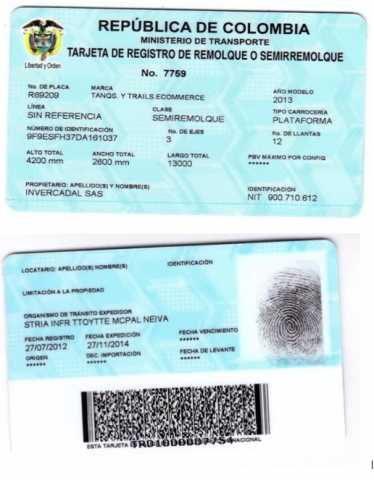 REPÚBLICA DE COLOMBIA
MINISTERIO DE TRANSPORTE
TARJETA DE REGISTRO DE REMOLQUE O SEMIRREMOLQUE
Libertad y Orden
No. 7759
No. DE PLACA MARCA AÑO MODELO
R69209 TANQS. Y TRAILS.ECOMMERCE 2013
LÍNEA CLASE TIPO CARROCERÍA
SIN REFERENCIA SEMIREMOLQUE PLATAFORMA
NÚMERO DE IDENTIFICACIÓN No. DE EJES No. DE LLANTAS
9F9ESFH37DA161037 3 12
ALTO TOTAL ANCHO TOTAL LARGO TOTAL PBV MÁXIMO POR CONFIG
4200 mm 2600 mm 13000 ******
PROPIETARIO: APELLIDO(S) Y NOMBRE(S) IDENTIFICACIÓN
INVERCADAL SAS NIT 900.710.612
LOCATARIO: APELLIDO(S) NOMBRE(S) IDENTIFICACIÓN
LIMITACIÓN A LA PROPIEDAD
ORGANISMO DE TRÁNSITO EXPEDIDOR
STRIA INFR TTOYTTE MCPAL NEIVA
FECHA REGISTRO FECHA EXPEDICIÓN FECHA VENCIMIENTO
27/07/2012 27/11/2014 ******
ORIGEN DEC. IMPORTACIÓN FECHA DE LEVANTE
****** ****** ******
ESTA TARJETA